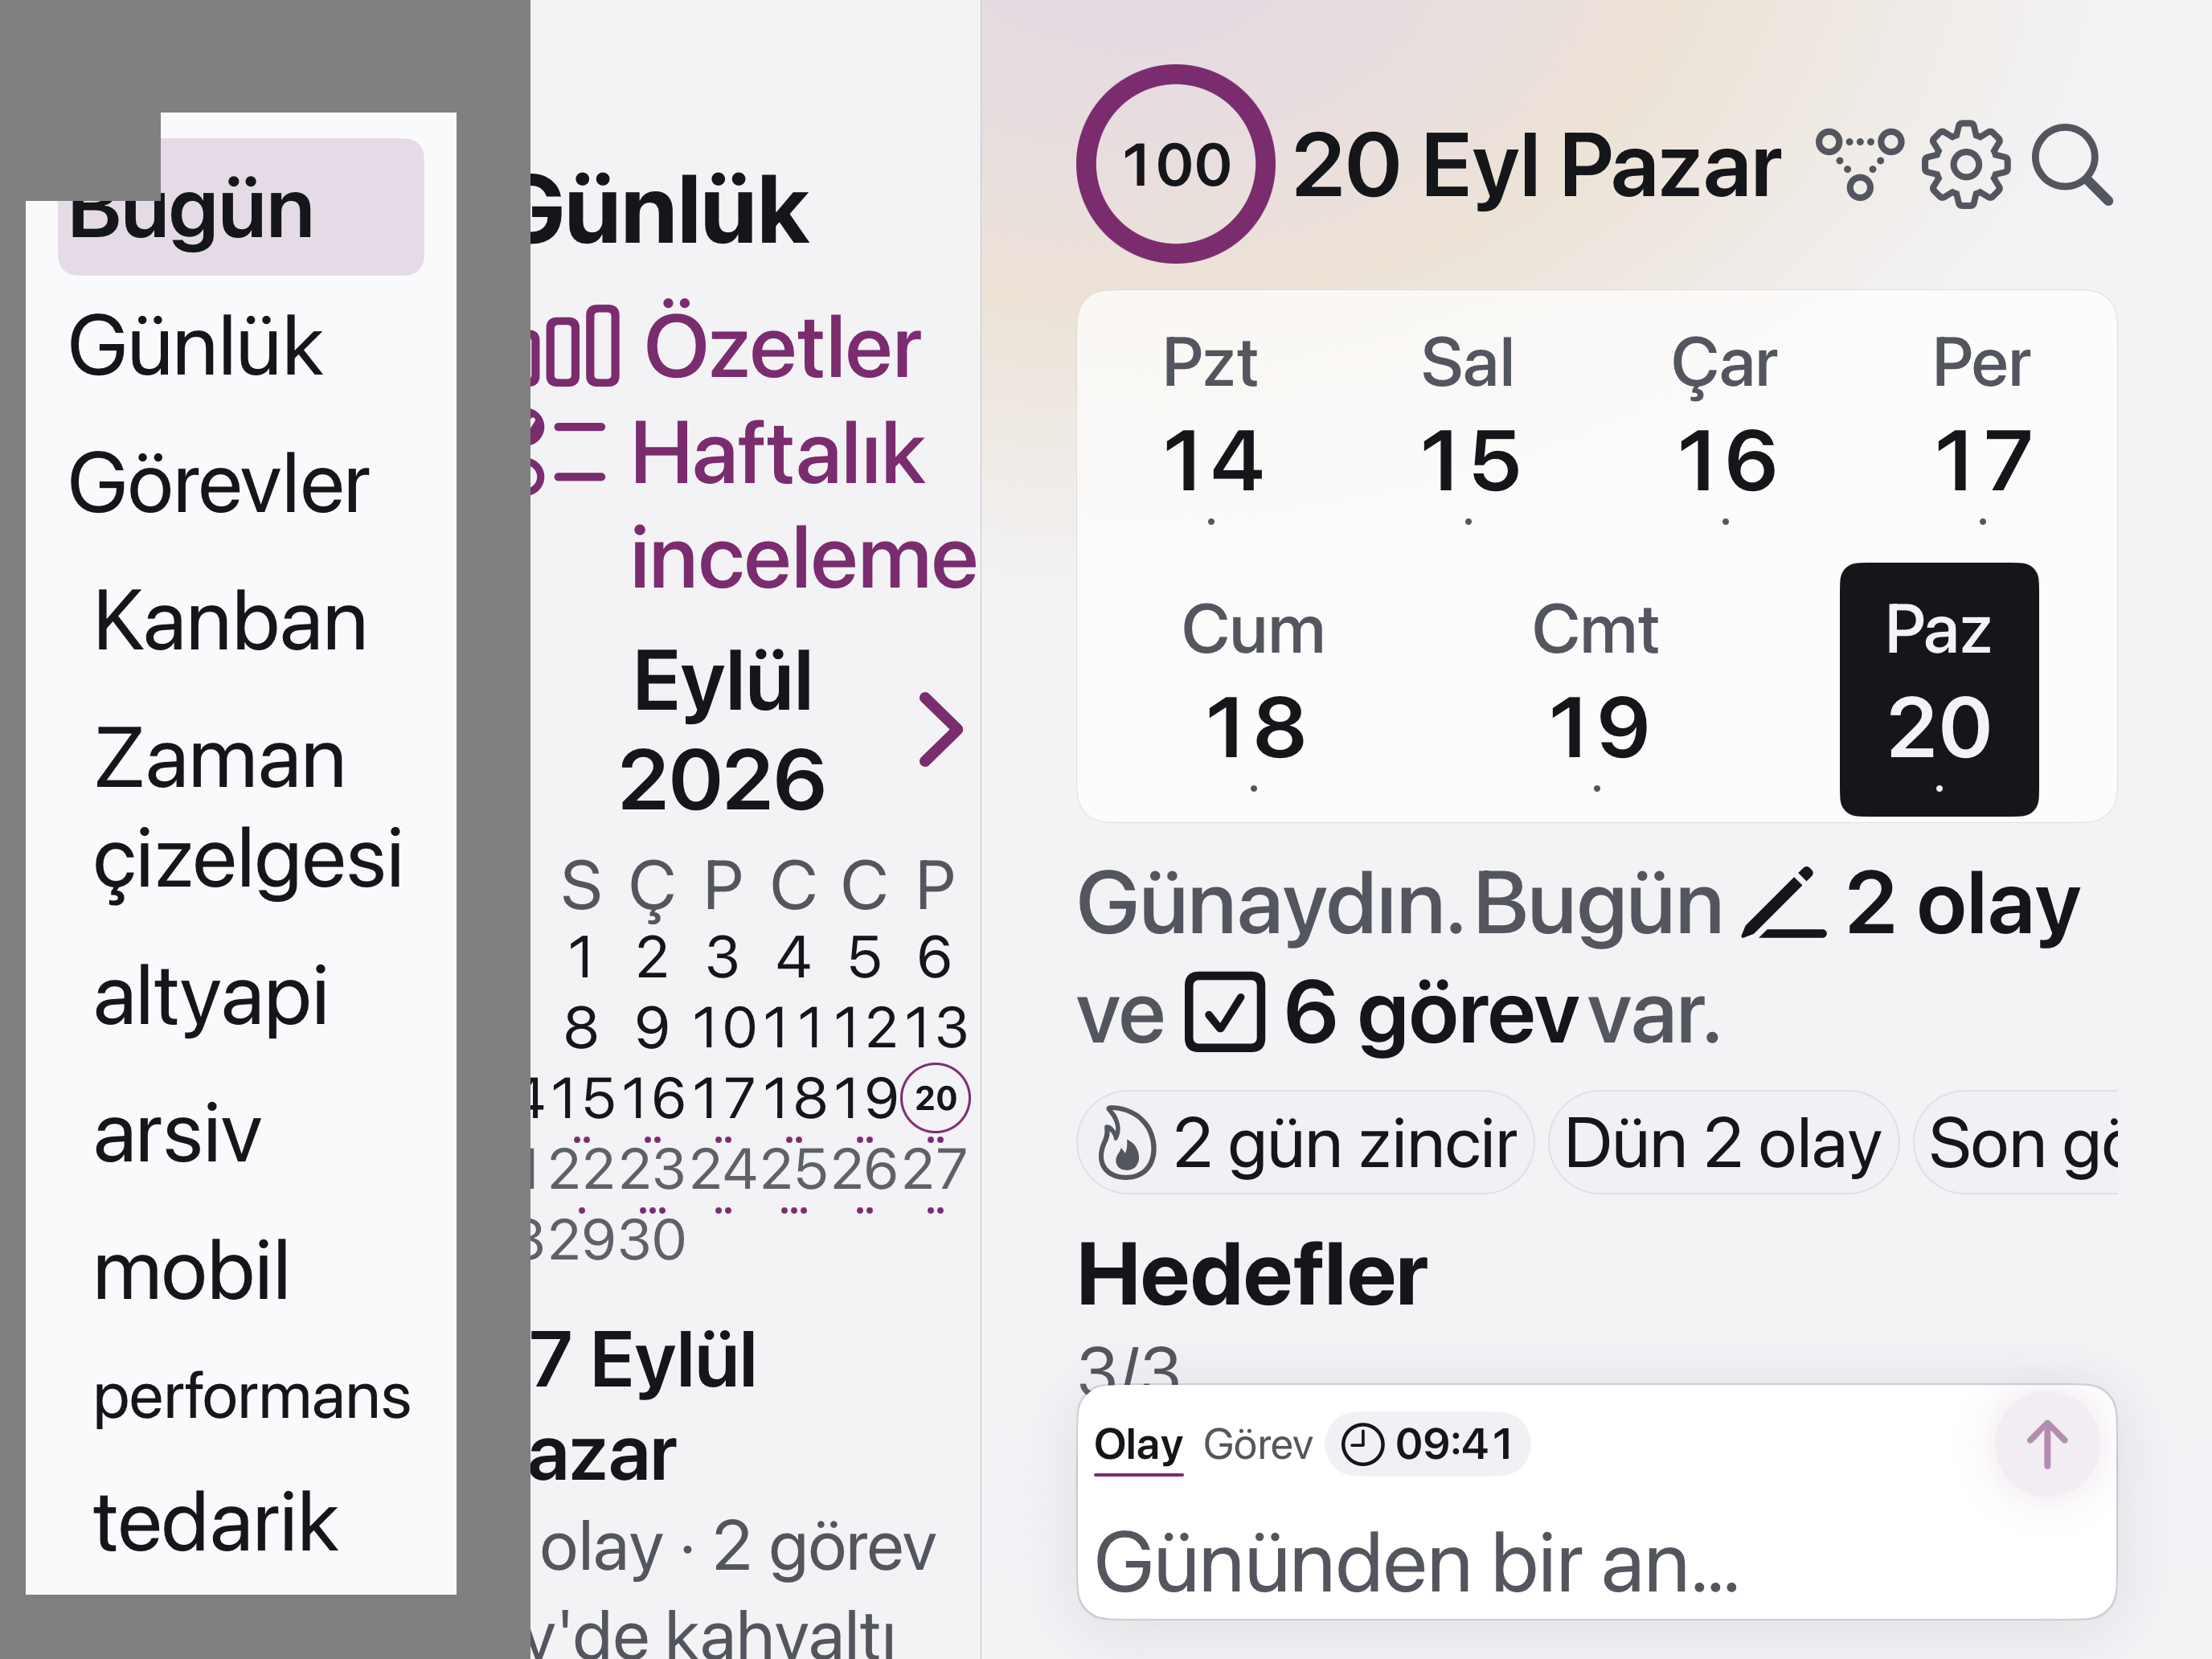 Bugün
Günlük
Görevler
Kanban
Zaman
çizelgesi
altyapi
arsiv
mobil
performans
tedarik
Günlük
Özetler
Haftalık
inceleme
Eylül
2026
S Ç P C C P
1 2 3 4 5 6
8 9 10 11 12 13
15 16 17 18 19 20
22 23 24 25 26 27
29 30
7 Eylül
olay · 2 görev
kahvaltı
100 20 Eyl Pazar
Pzt Sal Çar Per
14 15 16 17
Cum Cmt Paz
18 19 20
Günaydın. Bugün 2 olay
ve 6 görev var.
2 gün zincir Dün 2 olay Son
Hedefler
3/3
Olay Görev 09:41
Gününden bir an...